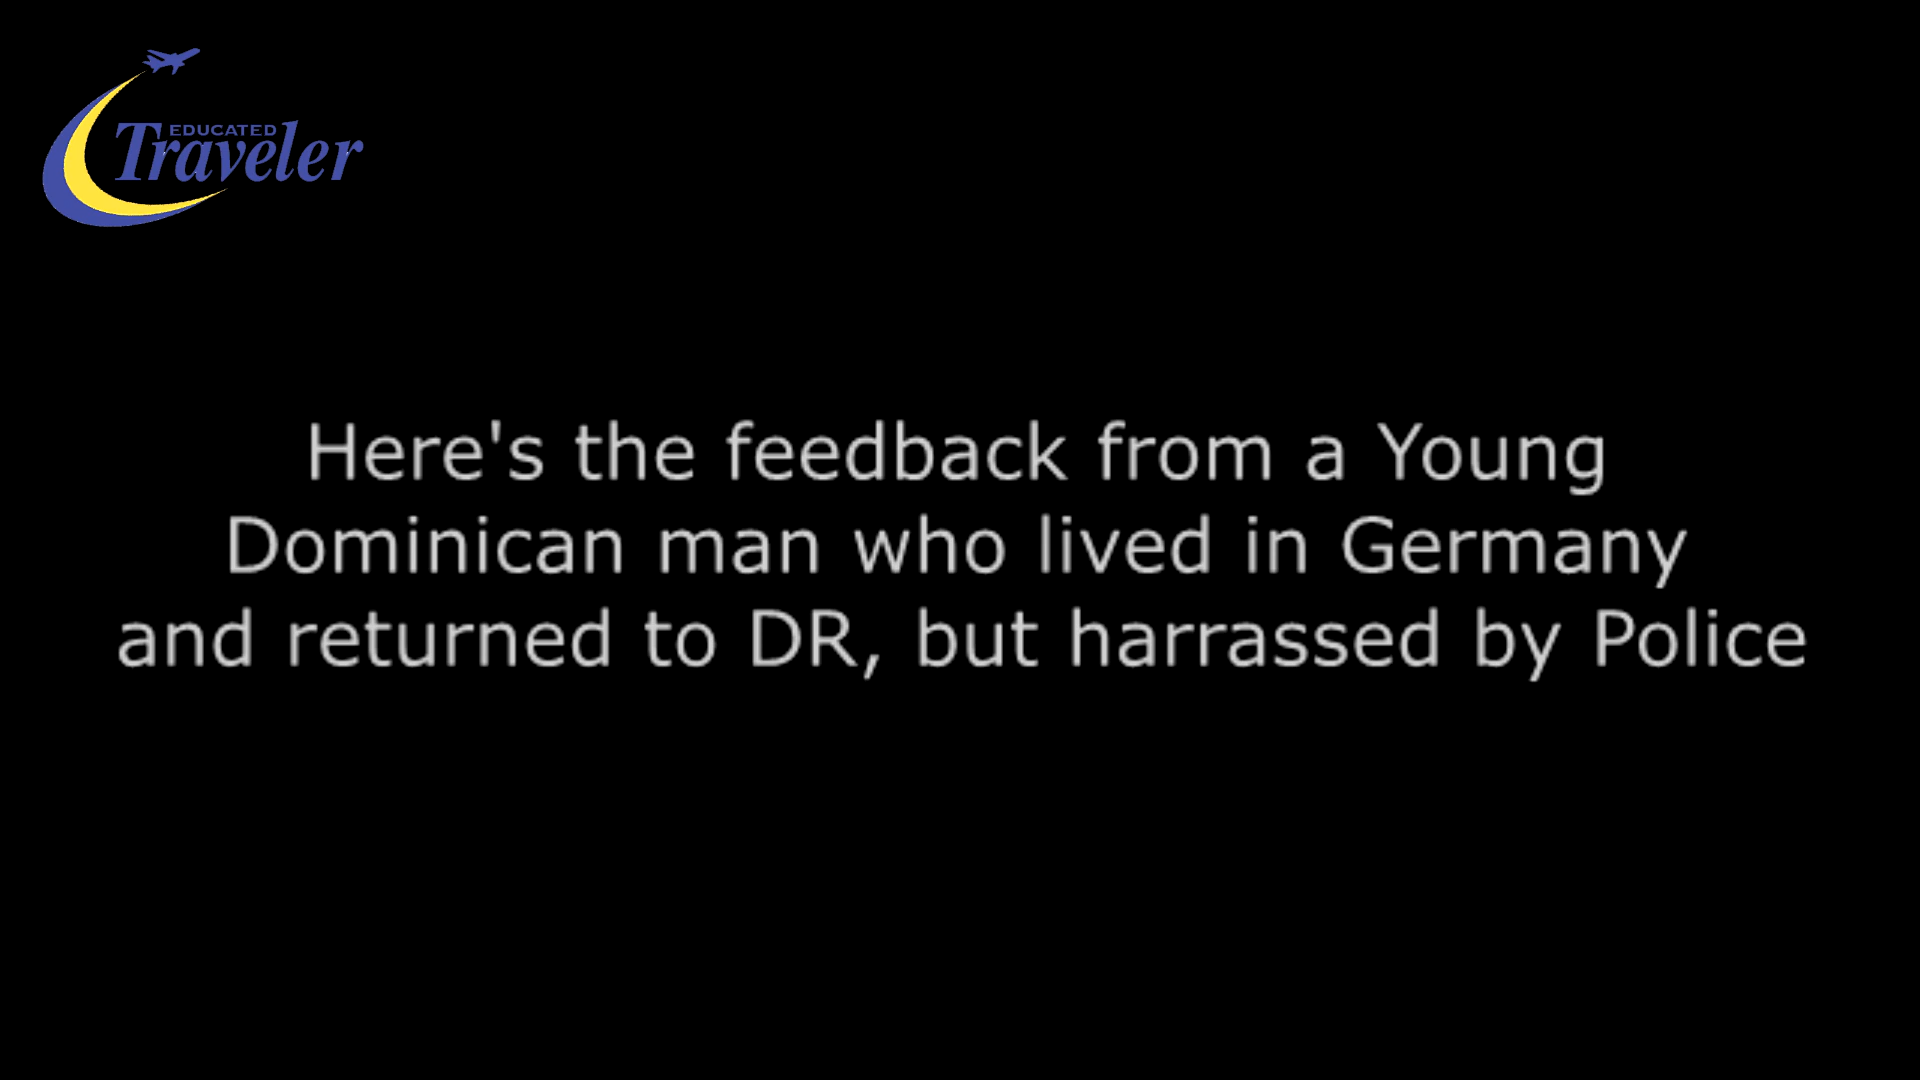 EDUCATED
Traveler
Here's the feedback from a Young
Dominican man who lived in Germany
and returned to DR, but harrassed by Police